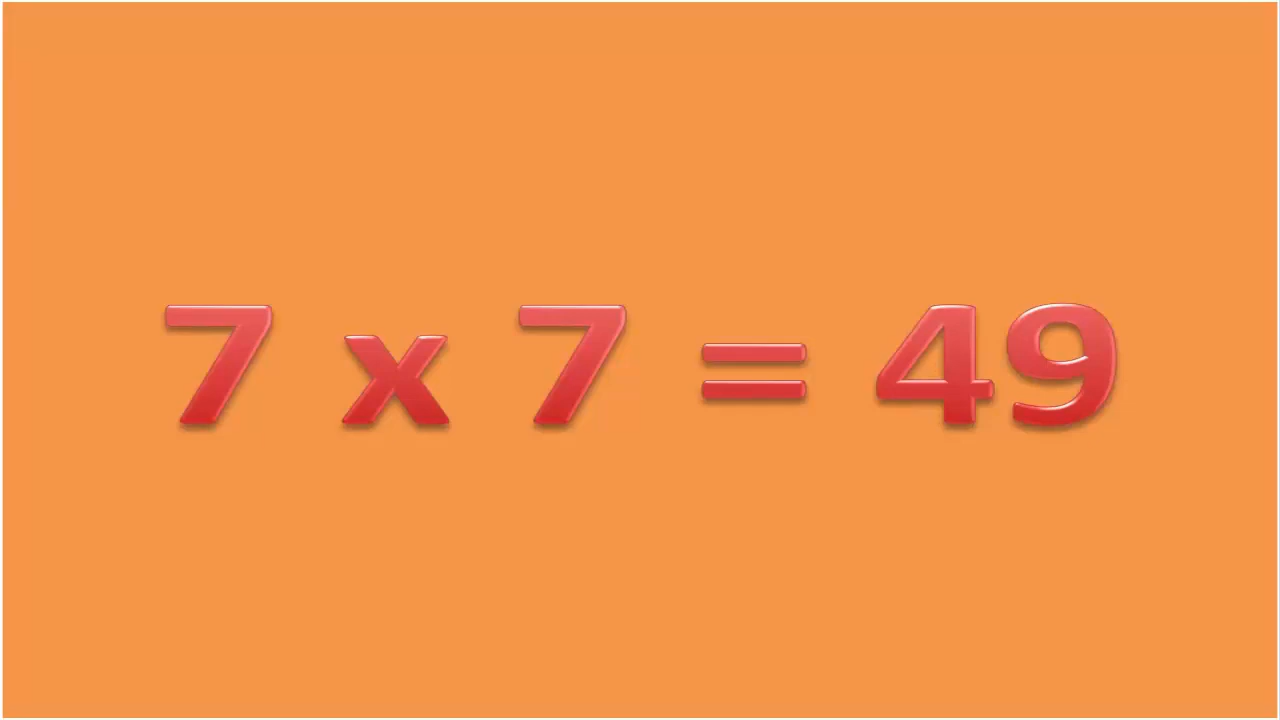 7 x 7 = 49